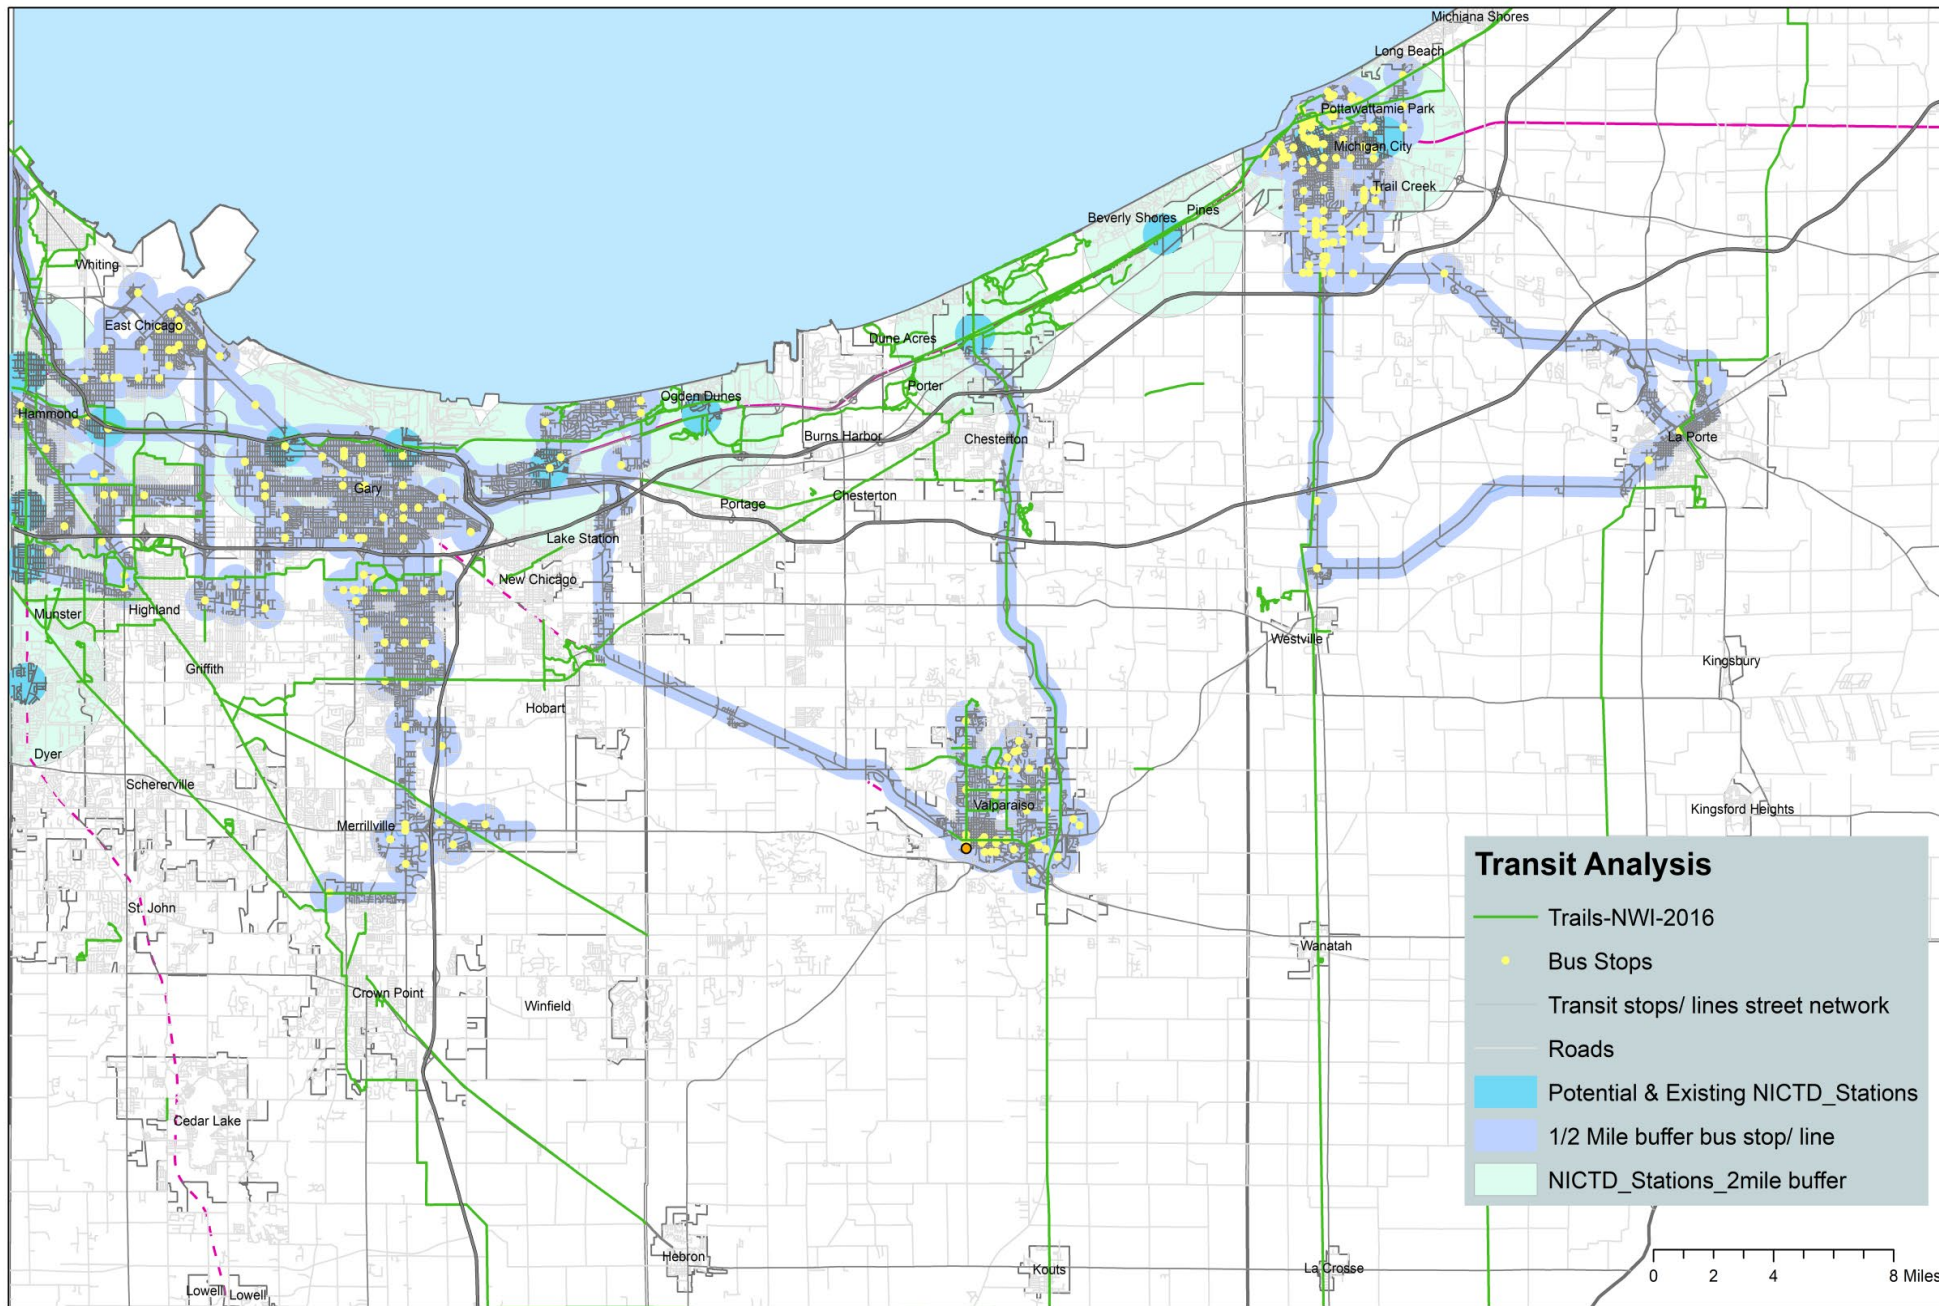 Michiana Shores
Long Beach
Pottawattamie Park
Michigan City
Trail Creek
Beverly Shores
Pines
Whiting
East Chicago
Dune Acres
Porter
Ogden Dunes
Hammond
Burns Harbor
Chesterton
La Porte
Gary
Chesterton
Portage
Lake Station
New Chicago
Munster
Highland
Westville
Griffith
Kingsbury
Hobart
Dyer
Schererville
Valparaiso
Kingsford Heights
Merrillville
St. John
Wanatah
Crown Point
Winfield
Cedar Lake
Hebron
Kouts
La Crosse
Lowell
Lowell
Transit Analysis
Trails-NWI-2016
Bus Stops
Transit stops/ lines street network
Roads
Potential & Existing NICTD_Stations
1/2 Mile buffer bus stop/ line
NICTD_Stations_2mile buffer
0 2 4 8 Miles